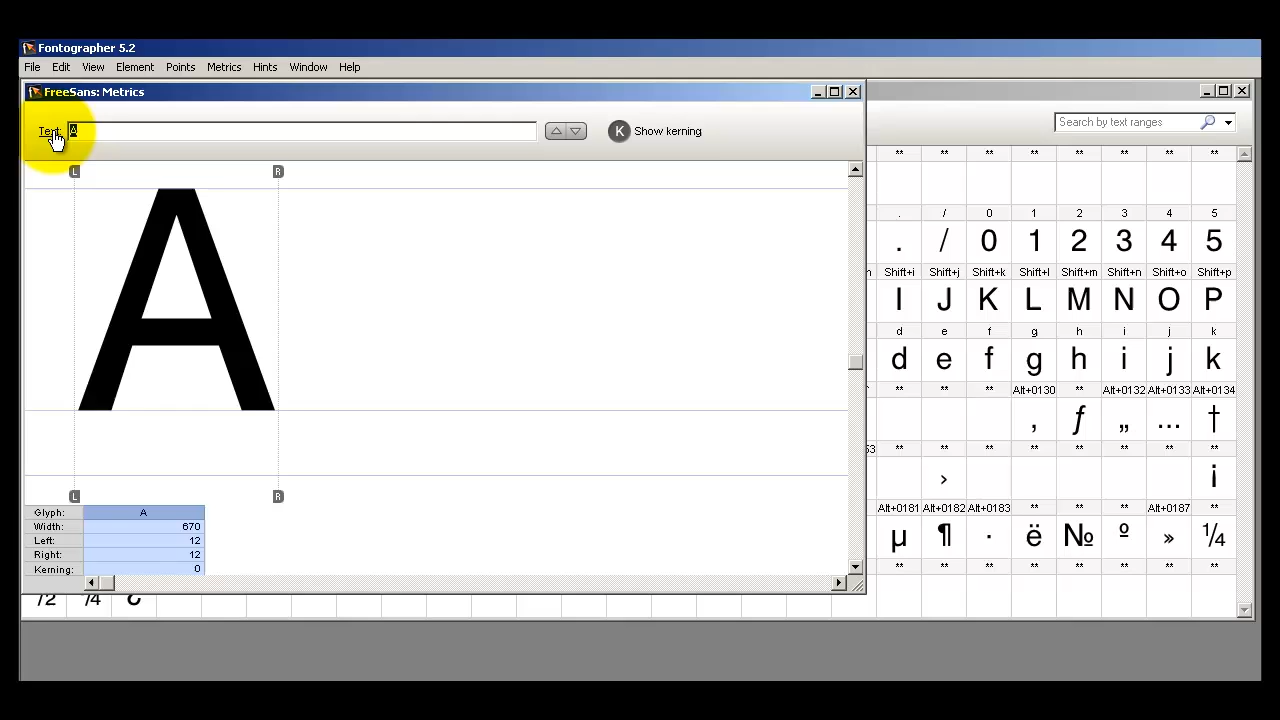 Fontographer 5.2
File Edit View Element Points Metrics Hints Window Help
FreeSans: Metrics
Text: A
K Show kerning
Search by text ranges
L R
** ** ** ** ** ** ** **
. / 0 1 2 3 4 5
. / 0 1 2 3 4 5
Shift+i Shift+j Shift+k Shift+l Shift+m Shift+n Shift+o Shift+p
I J K L M N O P
d e f g h i j k
d e f g h i j k
** ** ** Alt+0130 ** Alt+0132 Alt+0133 Alt+0134
‚ ƒ „ … †
** ** ** ** ** ** ** **
› ¡
Alt+0181 Alt+0182 Alt+0183 ** ** ** Alt+0187 **
µ ¶ · ë № º » ¼
** ** ** ** ** ** ** **
A
L R
Glyph: A
Width: 670
Left: 12
Right: 12
Kerning: 0